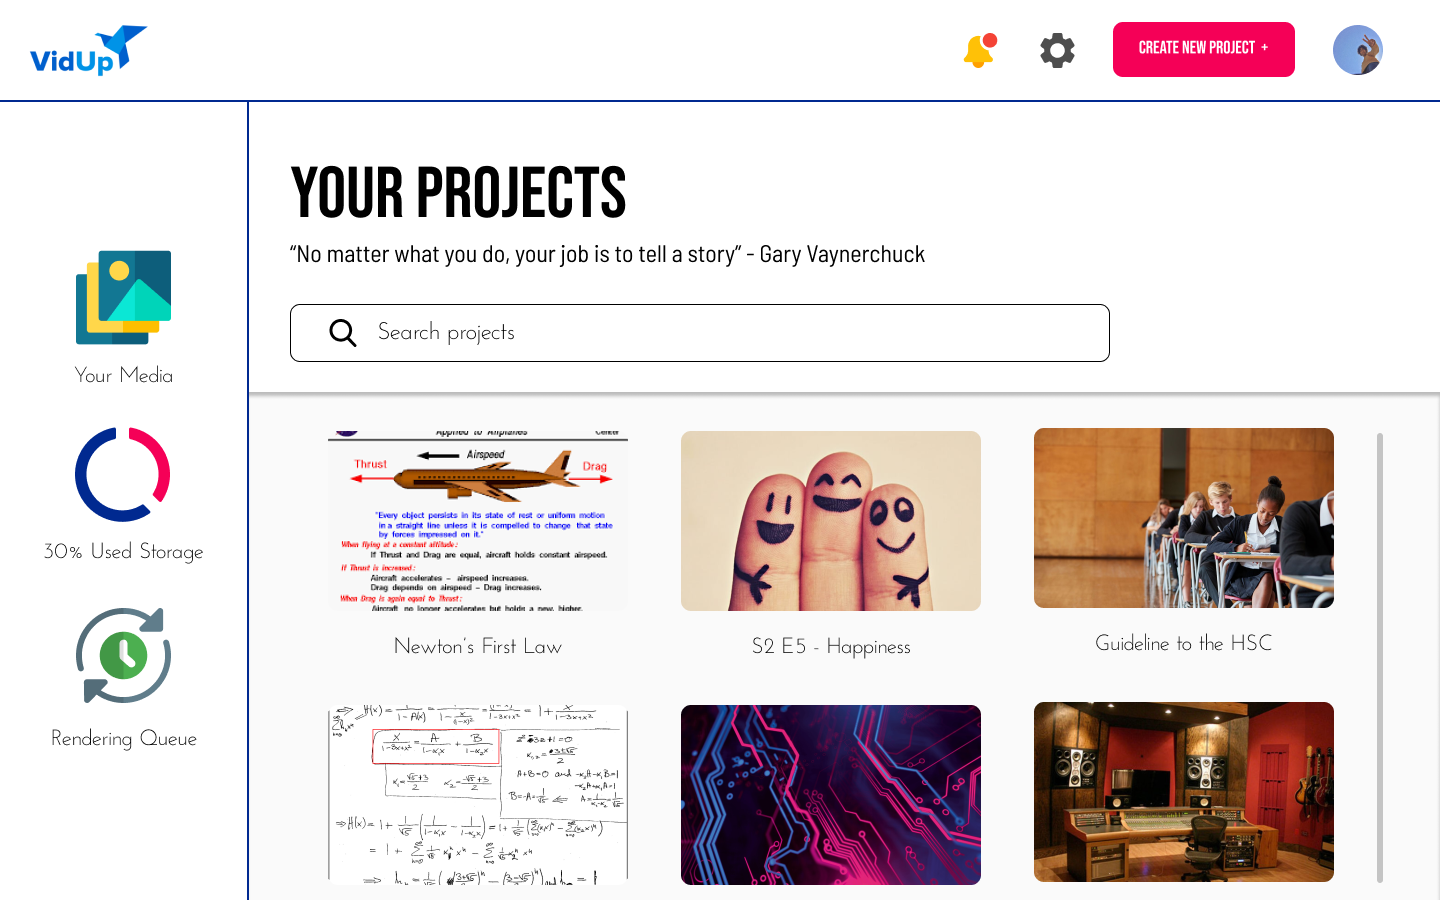 VidUp
CREATE NEW PROJECT +
YOUR PROJECTS
“No matter what you do, your job is to tell a story” - Gary Vaynerchuck
Search projects
Your Media
30% Used Storage
Rendering Queue
Applied to Airplanes
Center
Airspeed
Thrust
Drag
"Every object persists in its state of rest or uniform motion
in a straight line unless it is compelled to change that state
by forces impressed on it."
When flying at a constant altitude:
If Thrust and Drag are equal, aircraft holds constant airspeed.
If Thrust is increased:
Aircraft accelerates – airspeed increases.
Drag depends on airspeed – Drag increases.
When Drag is again equal to Thrust:
Aircraft no longer accelerates but holds a new, higher,
Newton’s First Law
S2 E5 - Happiness
Guideline to the HSC